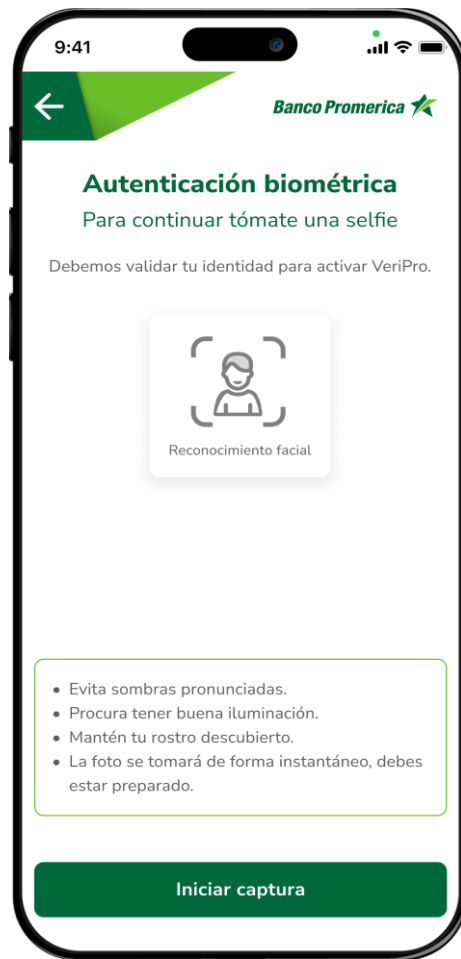 9:41
Banco Promerica
Autenticación biométrica
Para continuar tómate una selfie
Debemos validar tu identidad para activar VeriPro.
Reconocimiento facial
• Evita sombras pronunciadas.
• Procura tener buena iluminación.
• Mantén tu rostro descubierto.
• La foto se tomará de forma instantáneo, debes
estar preparado.
Iniciar captura